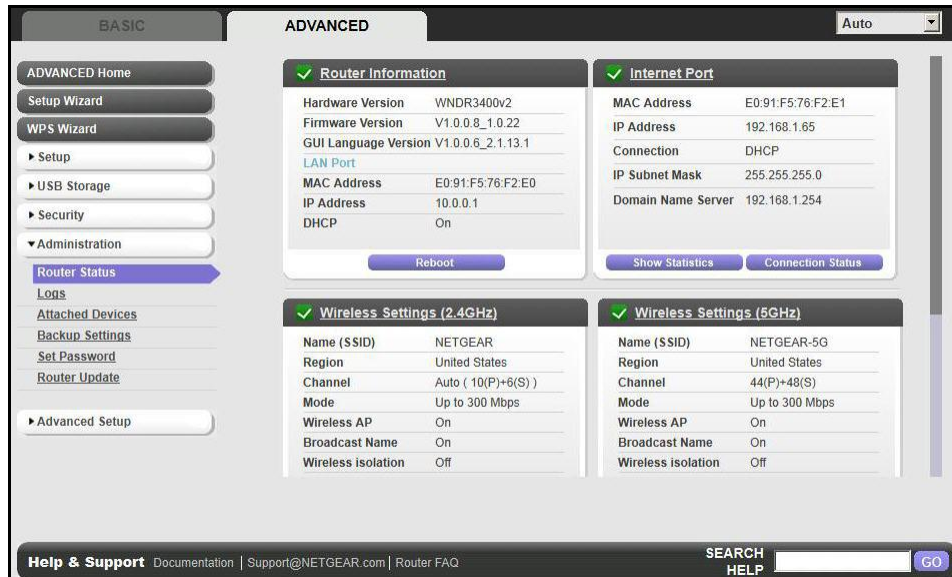 BASIC
ADVANCED
Auto
ADVANCED Home
Setup Wizard
WPS Wizard
Setup
USB Storage
Security
Administration
Router Status
Logs
Attached Devices
Backup Settings
Set Password
Router Update
Advanced Setup
Router Information
Hardware Version WNDR3400v2
Firmware Version V1.0.0.8_1.0.22
GUI Language Version V1.0.0.6_2.1.13.1
LAN Port
MAC Address E0:91:F5:76:F2:E0
IP Address 10.0.0.1
DHCP On
Reboot
Internet Port
MAC Address E0:91:F5:76:F2:E1
IP Address 192.168.1.65
Connection DHCP
IP Subnet Mask 255.255.255.0
Domain Name Server 192.168.1.254
Show Statistics Connection Status
Wireless Settings (2.4GHz)
Name (SSID) NETGEAR
Region United States
Channel Auto ( 10(P)+6(S) )
Mode Up to 300 Mbps
Wireless AP On
Broadcast Name On
Wireless isolation Off
Wireless Settings (5GHz)
Name (SSID) NETGEAR-5G
Region United States
Channel 44(P)+48(S)
Mode Up to 300 Mbps
Wireless AP On
Broadcast Name On
Wireless isolation Off
Help & Support Documentation | Support@NETGEAR.com | Router FAQ
SEARCH HELP GO